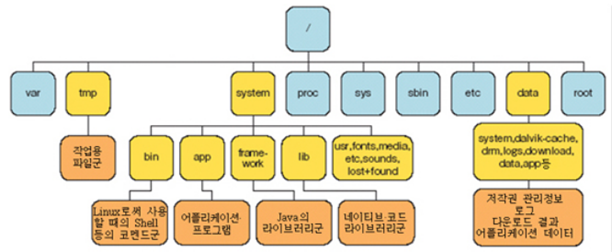 /
var
tmp
system
proc
sys
sbin
etc
data
root
작업용
파일군
bin
app
frame-
work
lib
usr,fonts,media,
etc,sounds,
lost+found
system,dalvik-cache,
drm,logs,download,
data,app등
Linux로써 사용
할 때의 Shell
등의 코멘드군
어플리케이션·
프로그램
Java의
라이브러리군
네이티브·코드
라이브러리군
저작권 관리정보
로그
다운로드 결과
어플리케이션 데이터